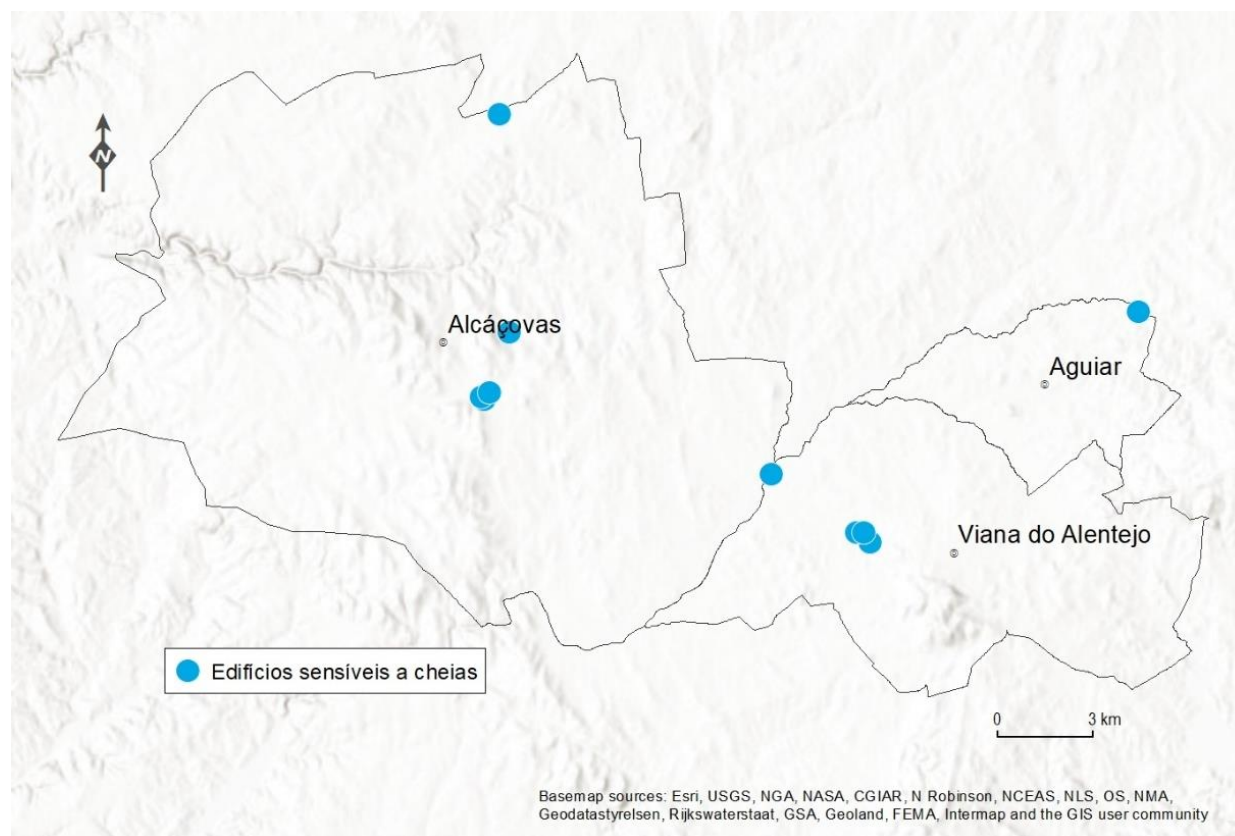 N
Alcáçovas
Aguiar
Viana do Alentejo
Edifícios sensíveis a cheias
0 3 km
Basemap sources: Esri, USGS, NGA, NASA, CGIAR, N Robinson, NCEAS, NLS, OS, NMA,
Geodatastyrelsen, Rijkswaterstaat, GSA, Geoland, FEMA, Intermap and the GIS user community